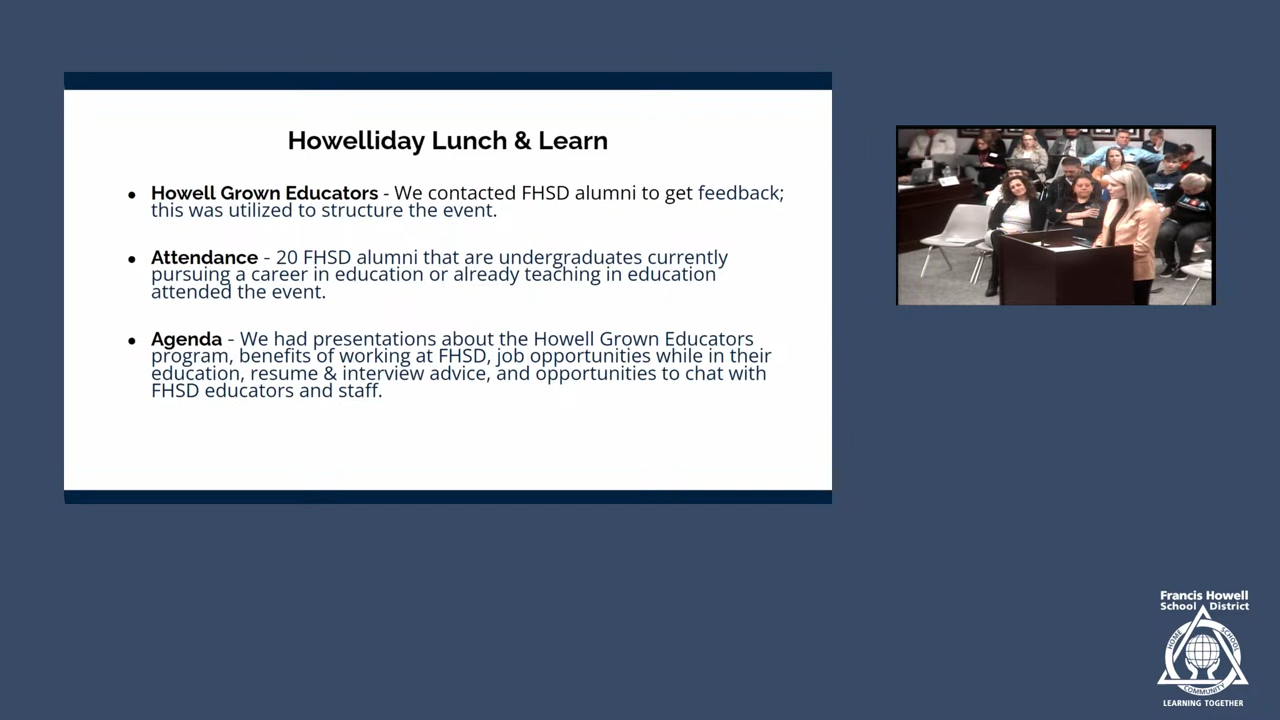 Howelliday Lunch & Learn
● Howell Grown Educators - We contacted FHSD alumni to get feedback;
this was utilized to structure the event.
● Attendance - 20 FHSD alumni that are undergraduates currently
pursuing a career in education or already teaching in education
attended the event.
● Agenda - We had presentations about the Howell Grown Educators
program, benefits of working at FHSD, job opportunities while in their
education, resume & interview advice, and opportunities to chat with
FHSD educators and staff.
Francis Howell
School District
HOME
SCHOOL
COMMUNITY
LEARNING TOGETHER